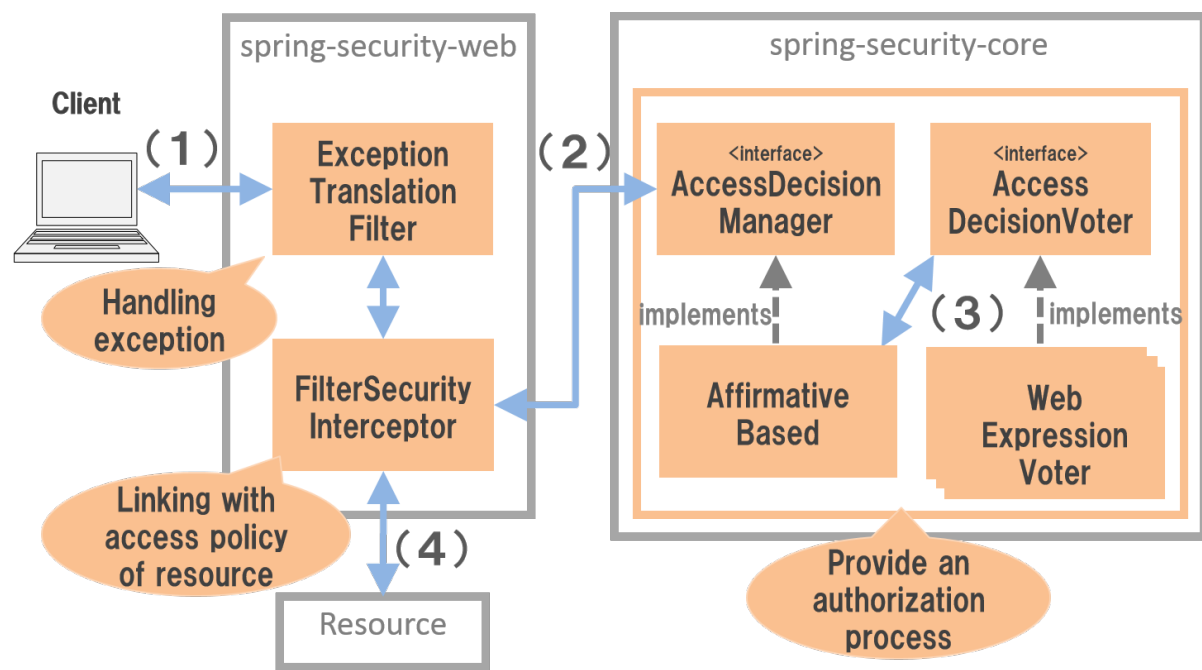 spring-security-web
spring-security-core
Client
(1)
Exception
Translation
Filter
(2)
<interface>
AccessDecision
Manager
<interface>
Access
DecisionVoter
Handling
exception
implements
(3)
implements
FilterSecurity
Interceptor
Affirmative
Based
Web
Expression
Voter
Linking with
access policy
of resource
(4)
Provide an
authorization
process
Resource